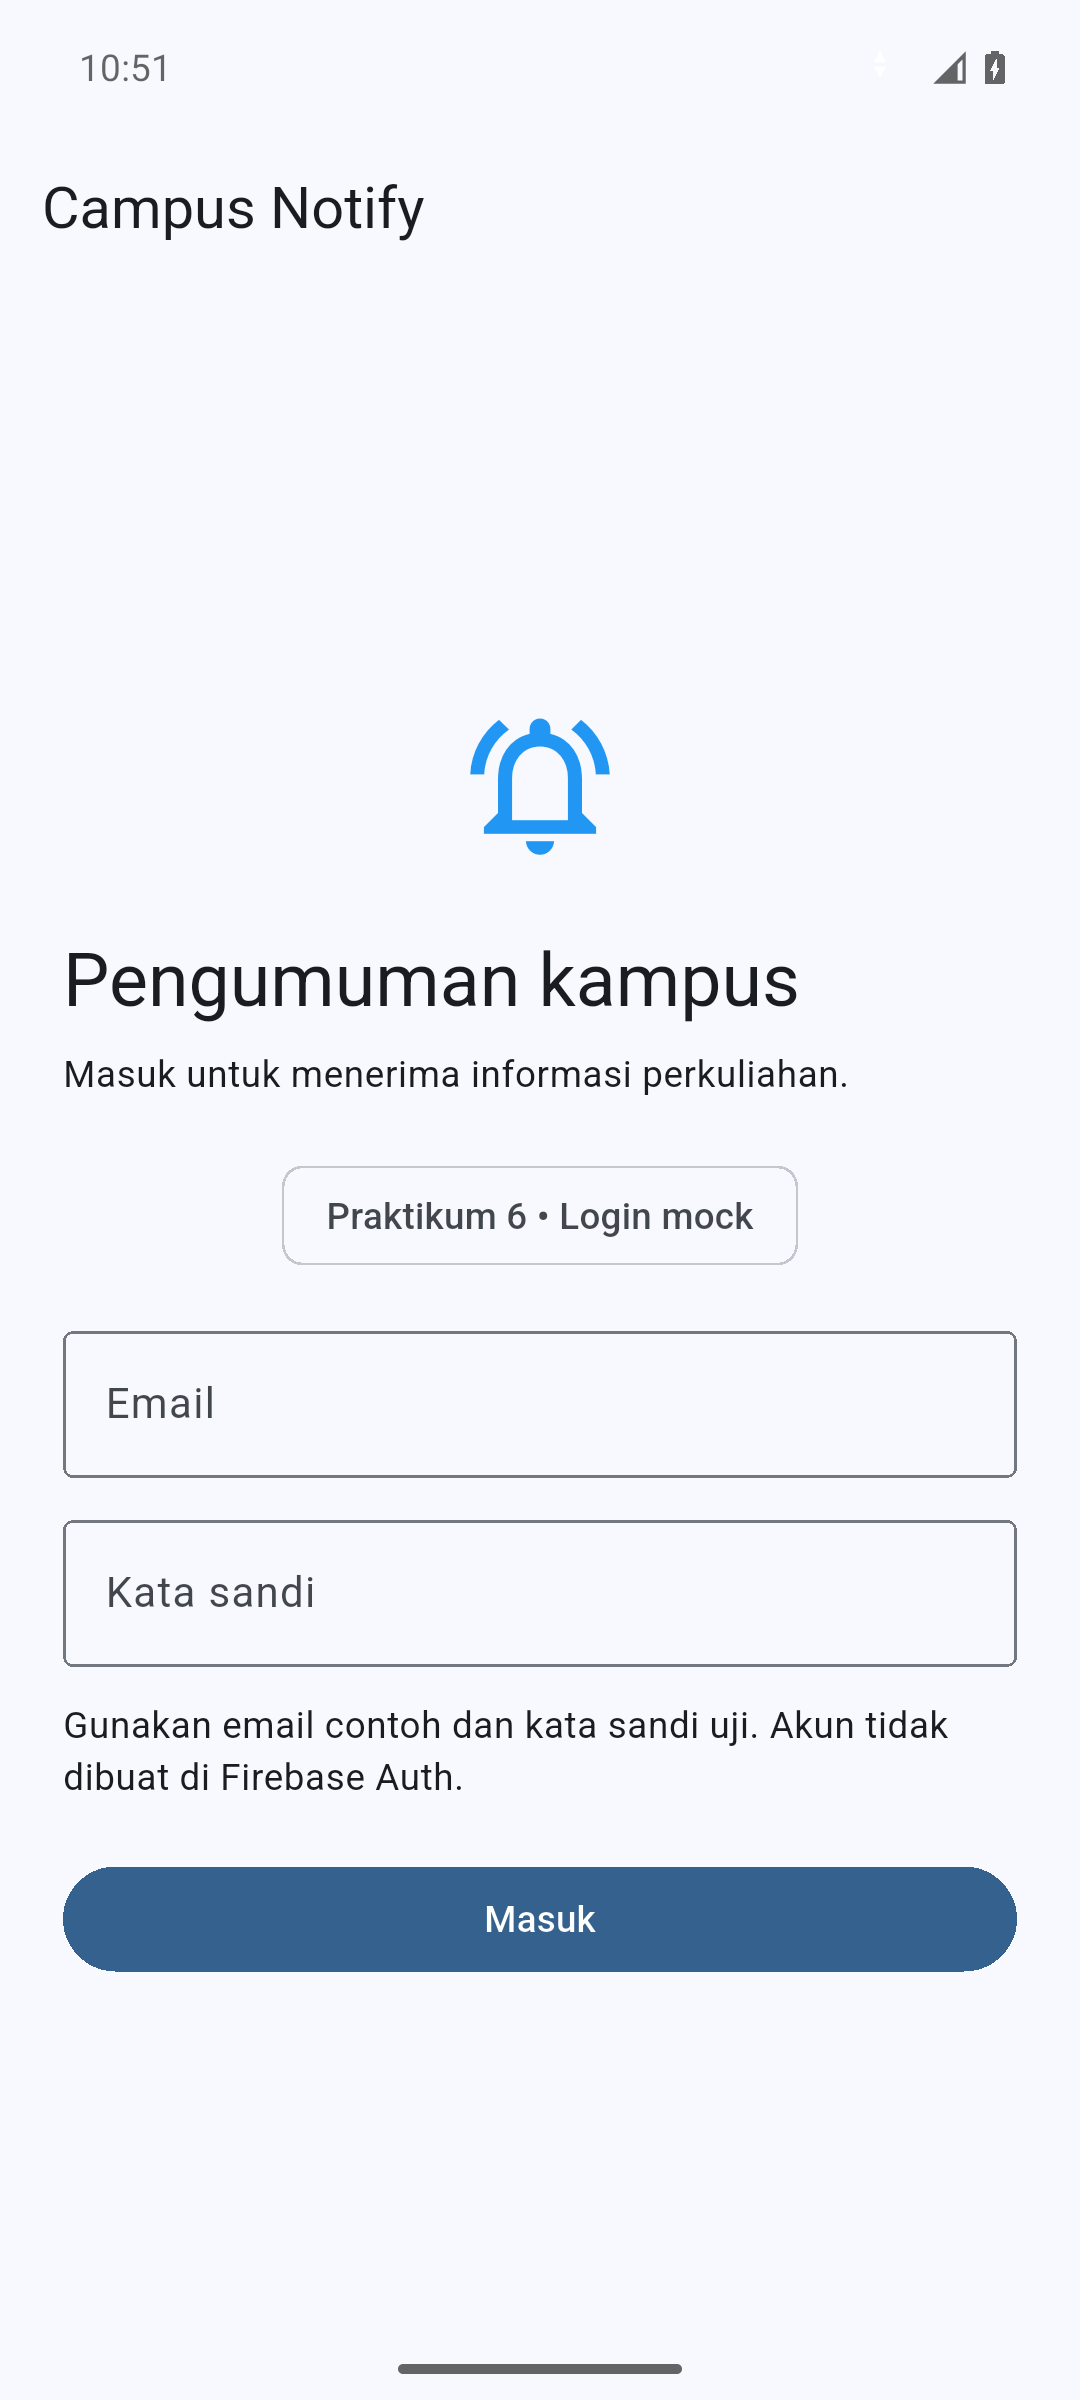 10:51
Campus Notify
Pengumuman kampus
Masuk untuk menerima informasi perkuliahan.
Praktikum 6 • Login mock
Email
Kata sandi
Gunakan email contoh dan kata sandi uji. Akun tidak
dibuat di Firebase Auth.
Masuk